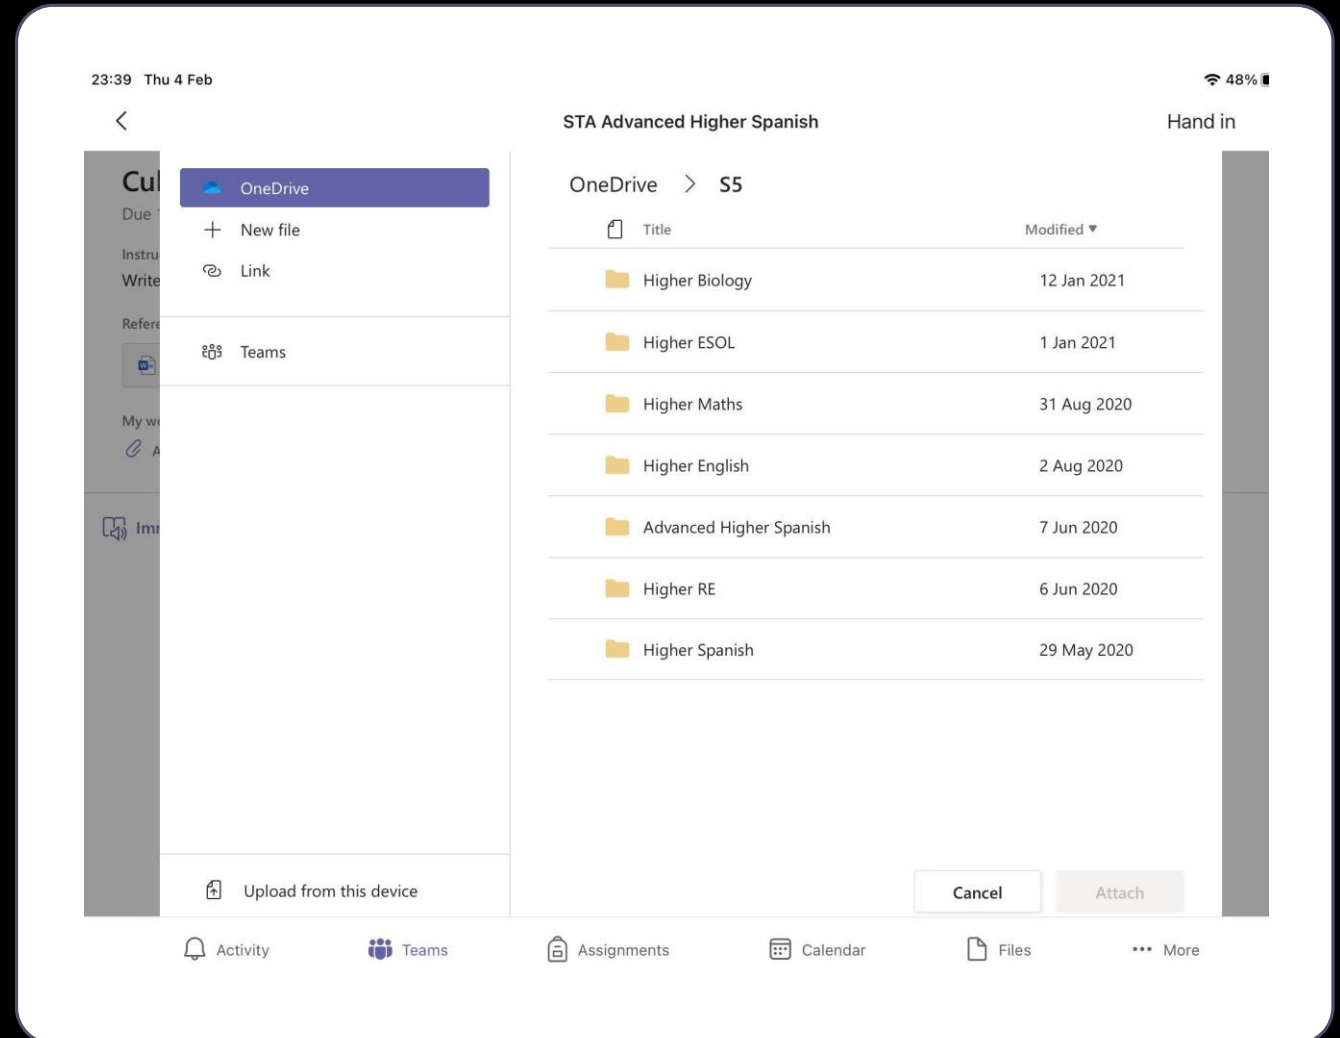 23:39 Thu 4 Feb 48%
STA Advanced Higher Spanish Hand in
Due
Write
OneDrive
New file
Link
Teams
OneDrive > S5
Title Modified ▼
Higher Biology 12 Jan 2021
Higher ESOL 1 Jan 2021
Higher Maths 31 Aug 2020
Higher English 2 Aug 2020
Advanced Higher Spanish 7 Jun 2020
Higher RE 6 Jun 2020
Higher Spanish 29 May 2020
Upload from this device
Cancel Attach
Activity Teams Assignments Calendar Files More